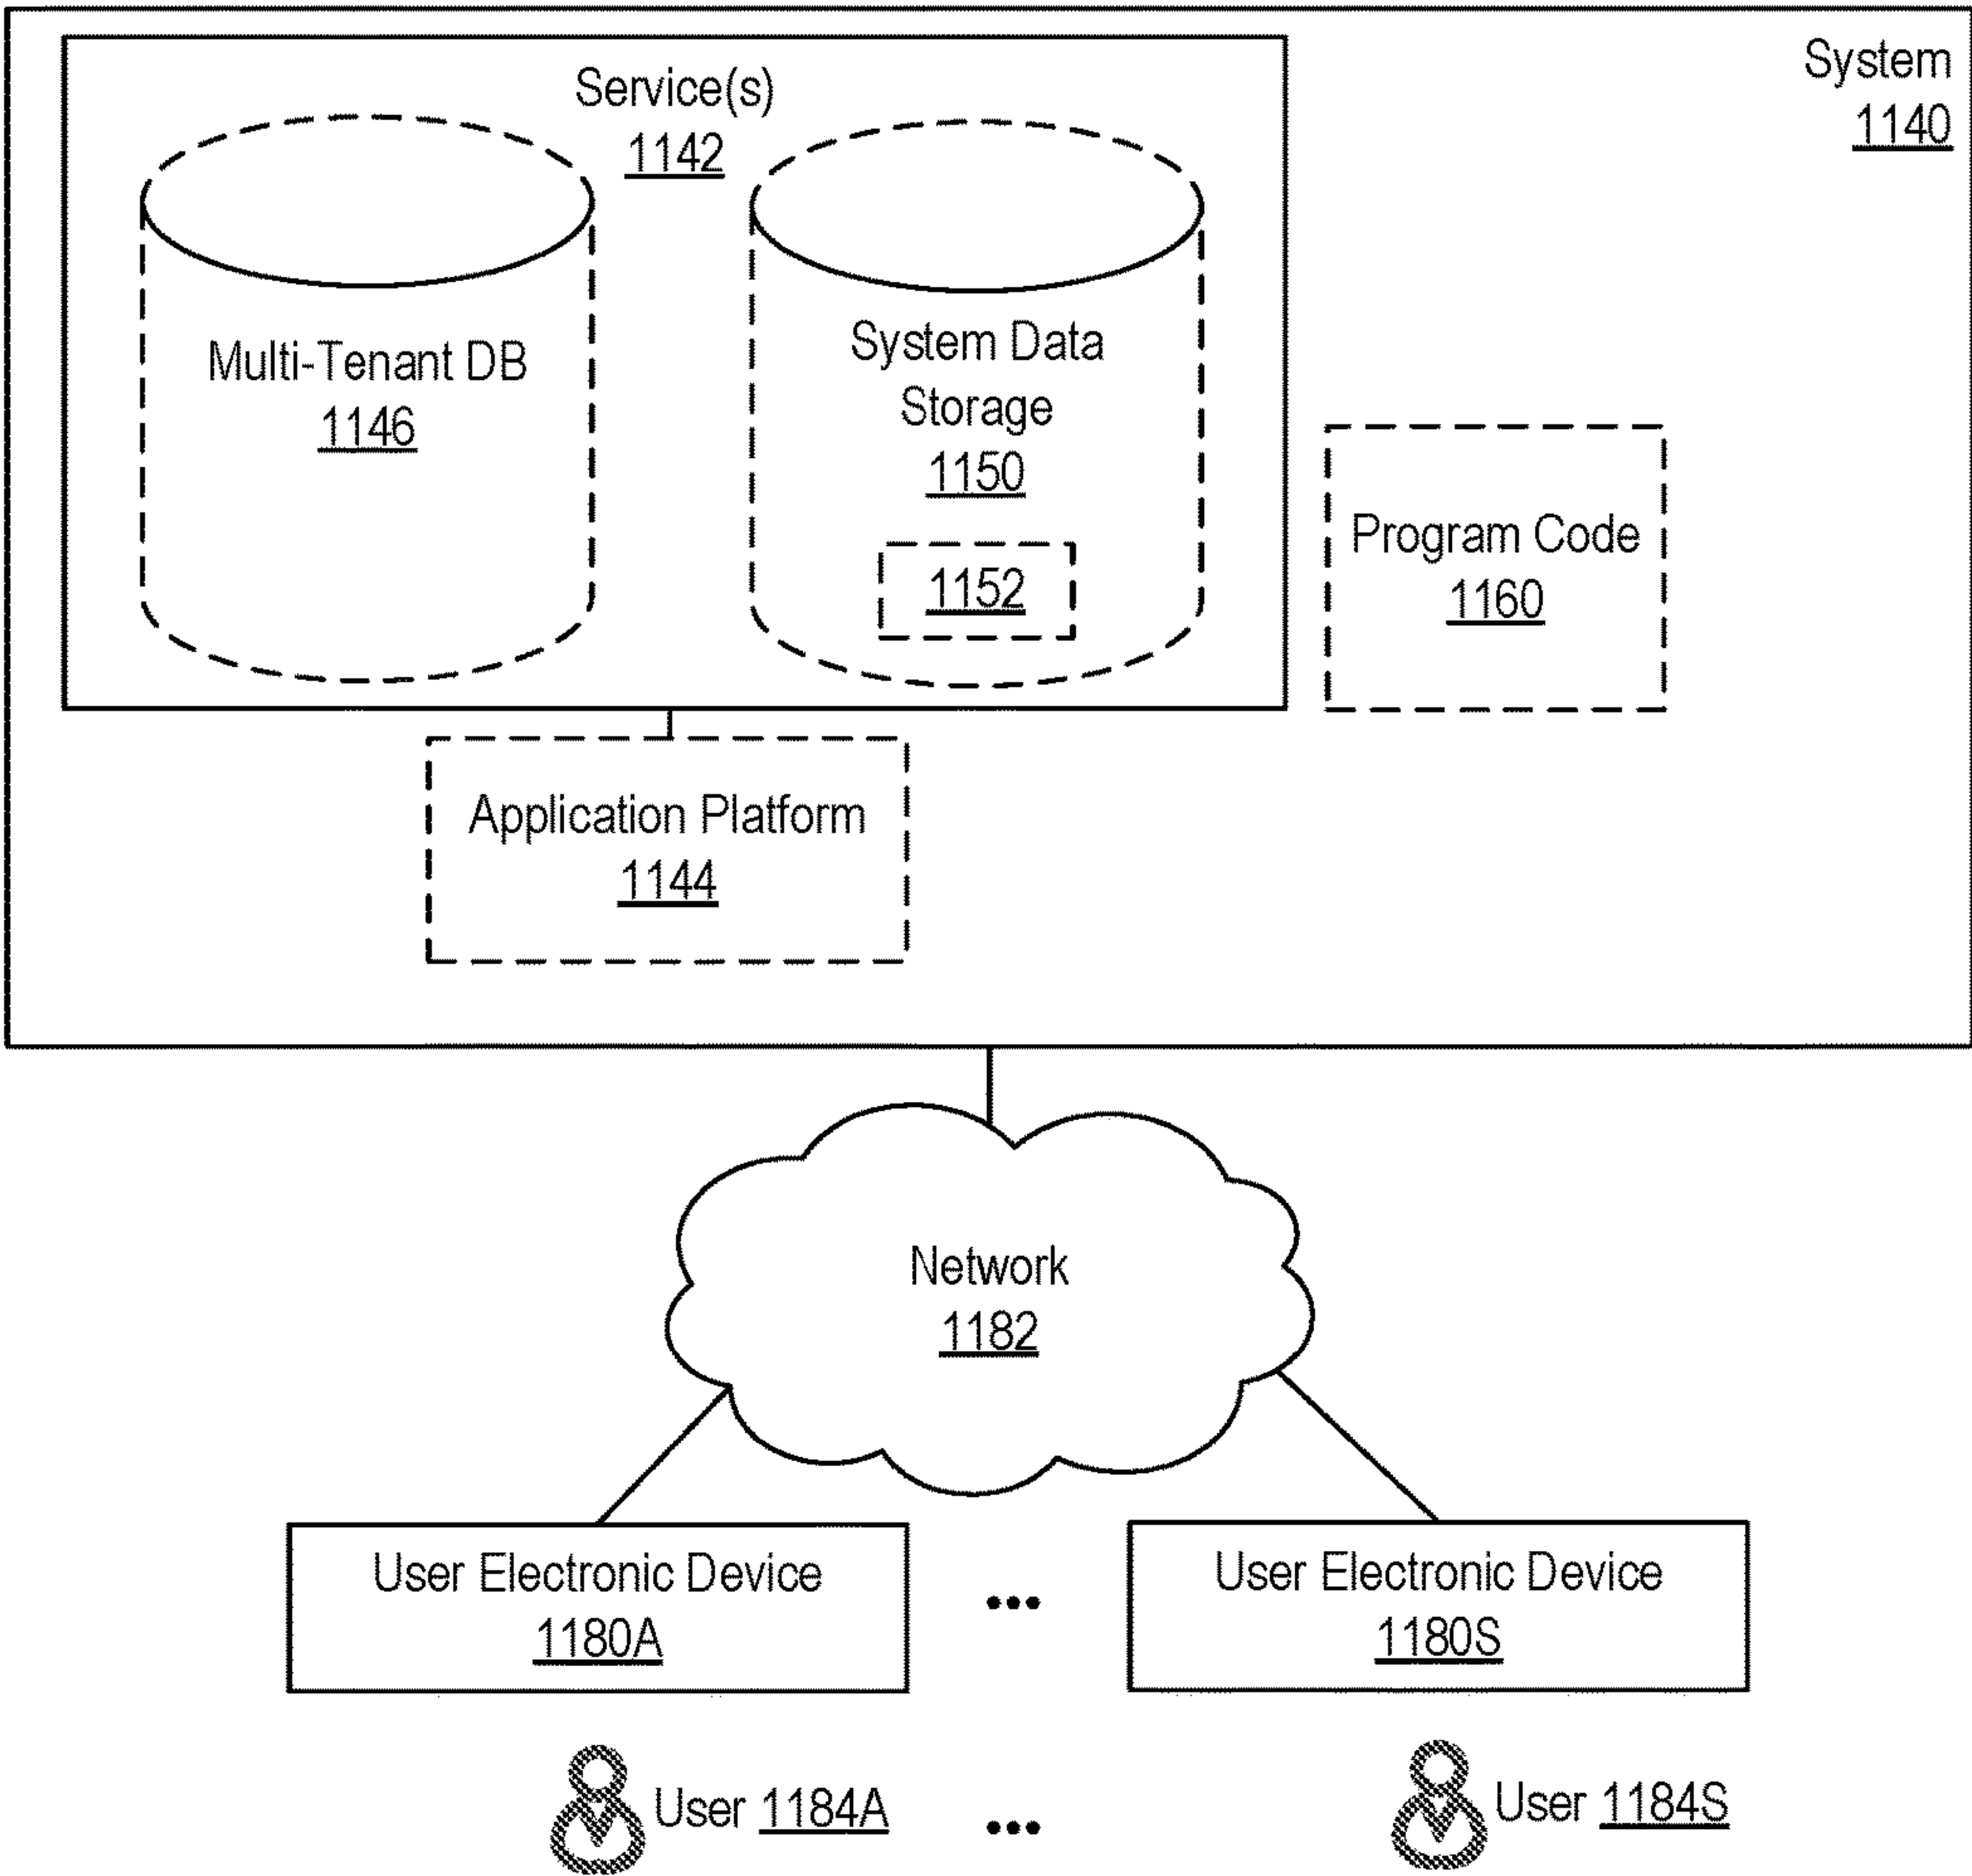 System
1140
Service(s)
1142
Multi-Tenant DB
1146
System Data
Storage
1150
1152
Program Code
1160
Application Platform
1144
Network
1182
User Electronic Device
1180A
...
User Electronic Device
1180S
User 1184A
...
User 1184S